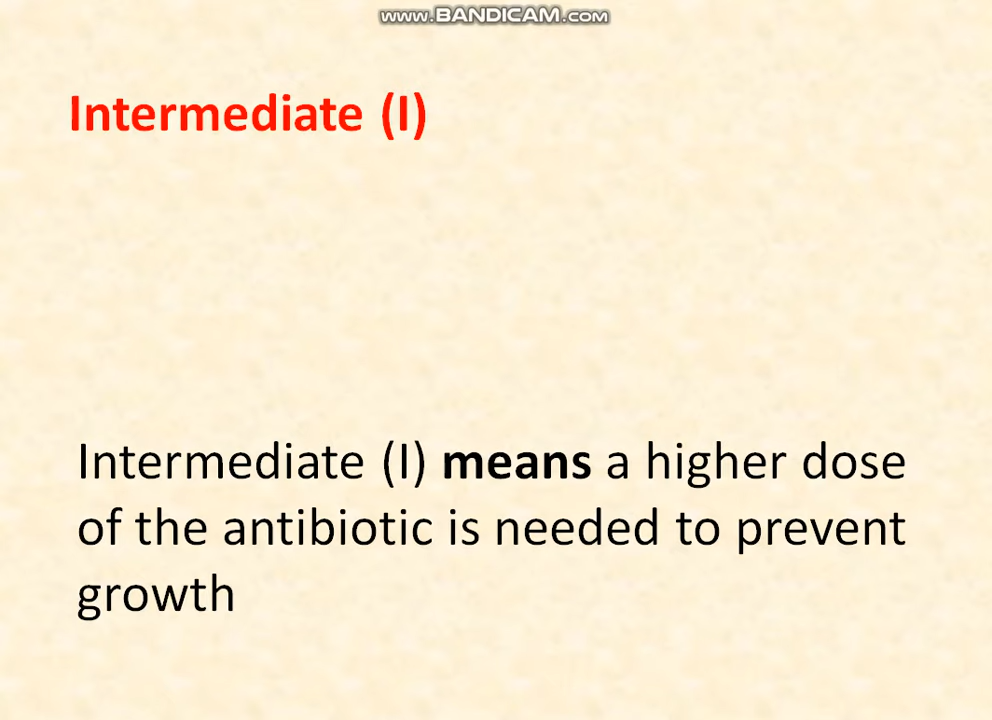 www.BANDICAM.com
Intermediate (I)
Intermediate (I) means a higher dose
of the antibiotic is needed to prevent
growth